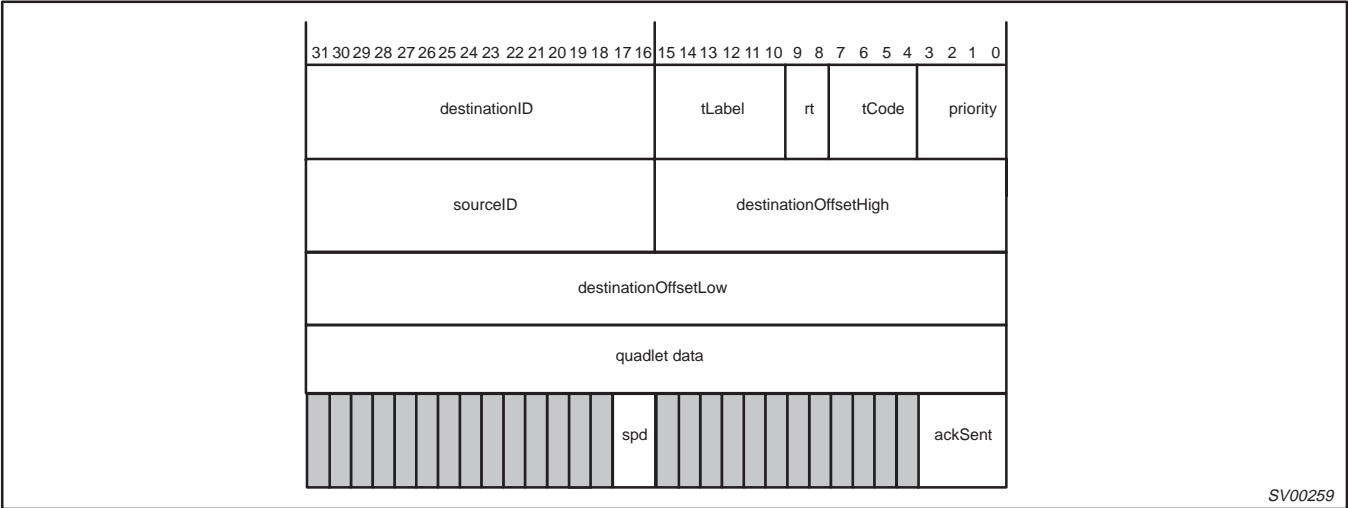 31 30 29 28 27 26 25 24 23 22 21 20 19 18 17 16 15 14 13 12 11 10 9 8 7 6 5 4 3 2 1 0
destinationID tLabel rt tCode priority
sourceID destinationOffsetHigh
destinationOffsetLow
quadlet data
spd ackSent
SV00259